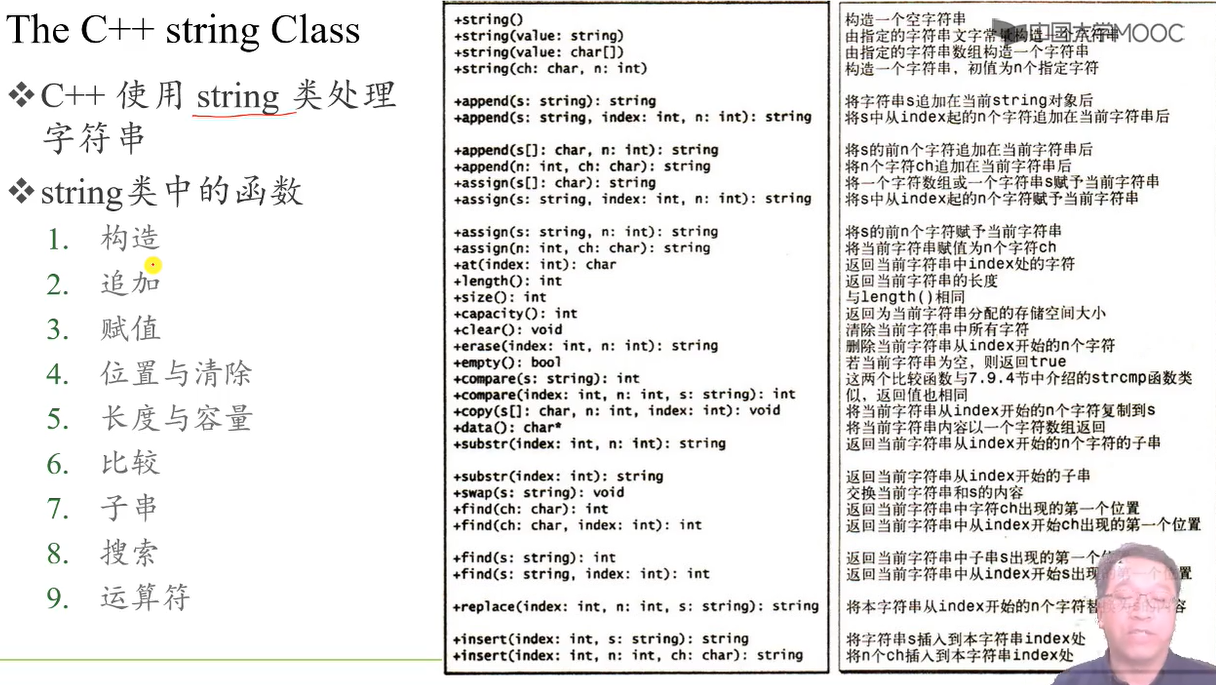 The C++ string Class
C++ 使用 string 类处理
字符串
string类中的函数
1. 构造
2. 追加
3. 赋值
4. 位置与清除
5. 长度与容量
6. 比较
7. 子串
8. 搜索
9. 运算符
+string()
+string(value: string)
+string(value: char[])
+string(ch: char, n: int)
+append(s: string): string
+append(s: string, index: int, n: int): string
+append(s[]: char, n: int): string
+append(n: int, ch: char): string
+assign(s[]: char): string
+assign(s: string, index: int, n: int): string
+assign(s: string, n: int): string
+assign(n: int, ch: char): string
+at(index: int): char
+length(): int
+size(): int
+capacity(): int
+clear(): void
+erase(index: int, n: int): string
+empty(): bool
+compare(s: string): int
+compare(index: int, n: int, s: string): int
+copy(s[]: char, n: int, index: int): void
+data(): char*
+substr(index: int, n: int): string
+substr(index: int): string
+swap(s: string): void
+find(ch: char): int
+find(ch: char, index: int): int
+find(s: string): int
+find(s: string, index: int): int
+replace(index: int, n: int, s: string): string
+insert(index: int, s: string): string
+insert(index: int, n: int, ch: char): string
中国大学MOOC
构造一个空字符串
由指定的字符串文字常量构造一个字符串
由指定的字符串数组构造一个字符串
构造一个字符串，初值为n个指定字符
将字符串s追加在当前string对象后
将s中从index起的n个字符追加在当前字符串后
将s的前n个字符追加在当前字符串后
将n个字符ch追加在当前字符串后
将一个字符数组或一个字符串s赋予当前字符串
将s中从index起的n个字符赋予当前字符串
将s的前n个字符赋予当前字符串
将当前字符串赋值为n个字符ch
返回当前字符串中index处的字符
返回当前字符串的长度
与length()相同
返回为当前字符串分配的存储空间大小
清除当前字符串中所有字符
删除当前字符串从index开始的n个字符
若当前字符串为空，则返回true
这两个比较函数与7.9.4节中介绍的strcmp函数类
似，返回值也相同
将当前字符串从index开始的n个字符复制到s
将当前字符串内容以一个字符数组返回
返回当前字符串从index开始的n个字符的子串
返回当前字符串从index开始的子串
交换当前字符串和s的内容
返回当前字符串中字符ch出现的第一个位置
返回当前字符串中从index开始ch出现的第一个位置
返回当前字符串中子串s出现的第一个
返回当前字符串中从index开始s出现的第一个位置
将本字符串从index开始的n个字符替换为s的内容
将字符串s插入到本字符串index处
将n个ch插入到本字符串index处